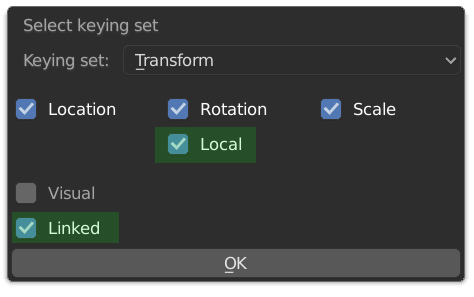 Select keying set
Keying set: Transform
Location Rotation Scale
Local
Visual
Linked
OK